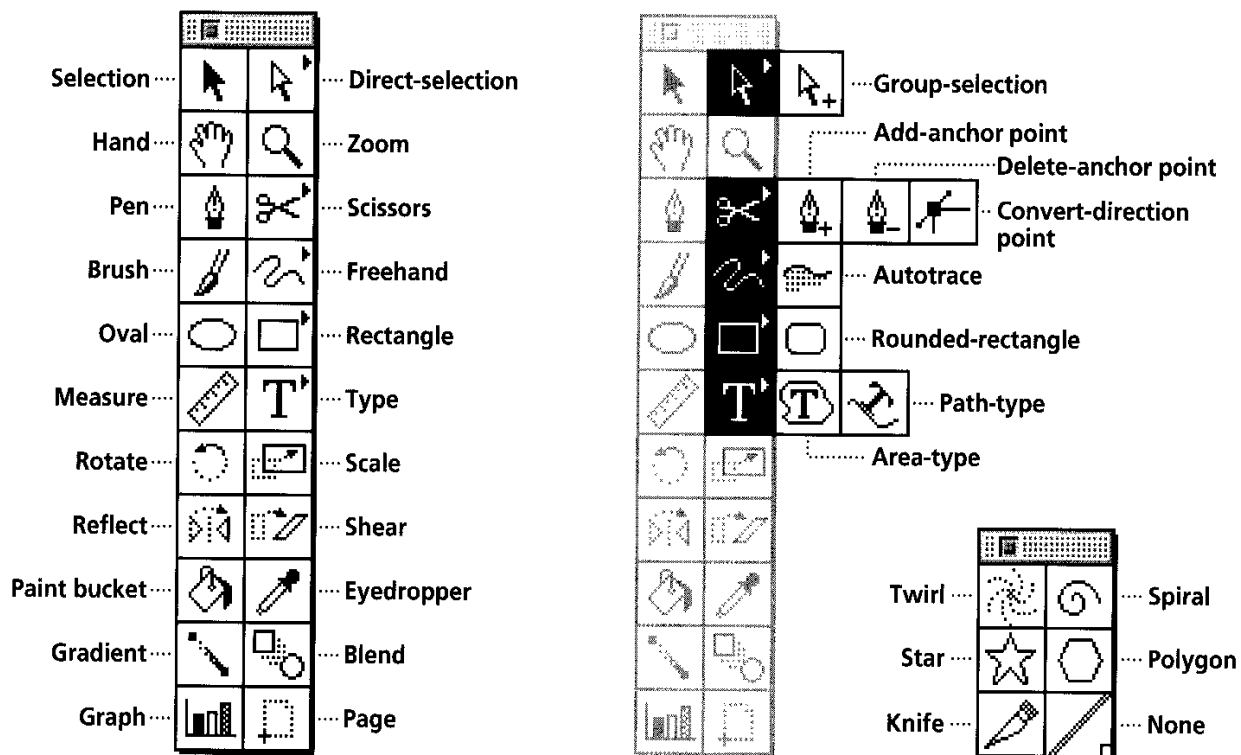 Selection
Direct-selection
Hand
Zoom
Pen
Scissors
Brush
Freehand
Oval
Rectangle
Measure
T
Type
Rotate
Scale
Reflect
Shear
Paint bucket
Eyedropper
Gradient
Blend
Graph
Page
Group-selection
Add-anchor point
Delete-anchor point
Convert-direction
point
Autotrace
Rounded-rectangle
T
T
T
Path-type
Area-type
Twirl
Spiral
Star
Polygon
Knife
None